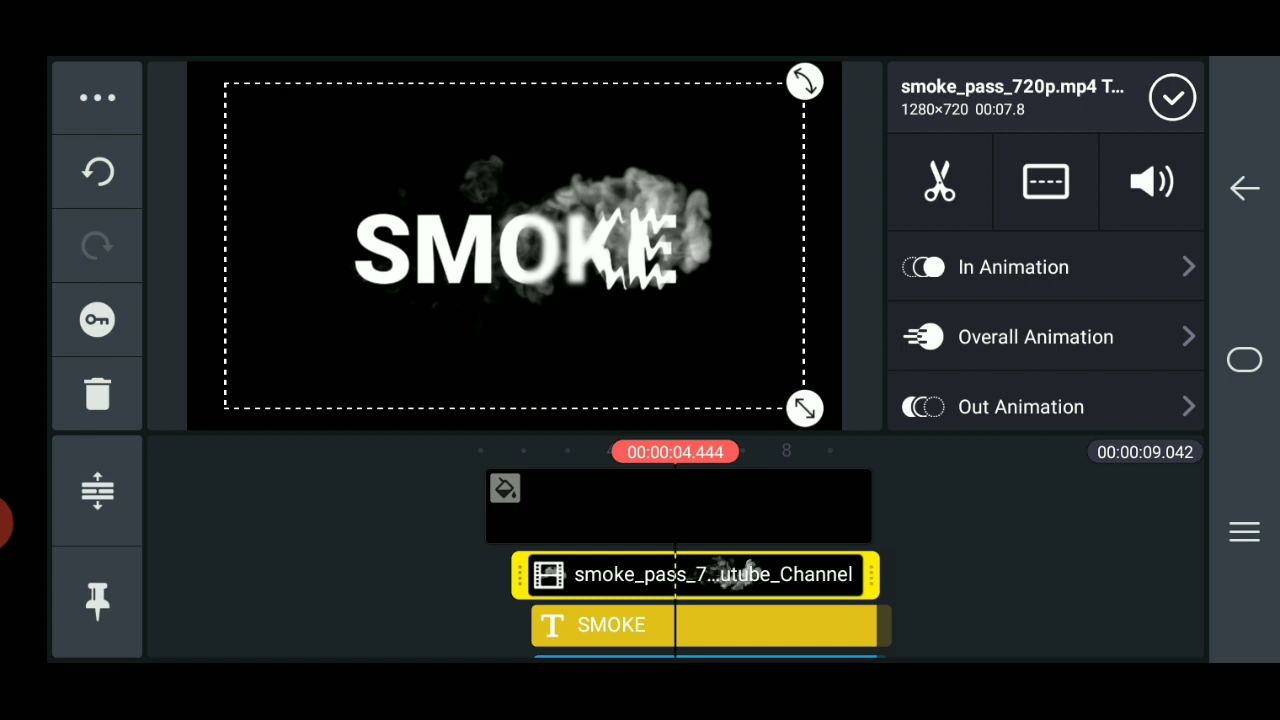 smoke_pass_720p.mp4 T...
1280×720 00:07.8
SMOKE
In Animation
Overall Animation
Out Animation
00:00:04.444
8
00:00:09.042
smoke_pass_7...utube_Channel
T SMOKE